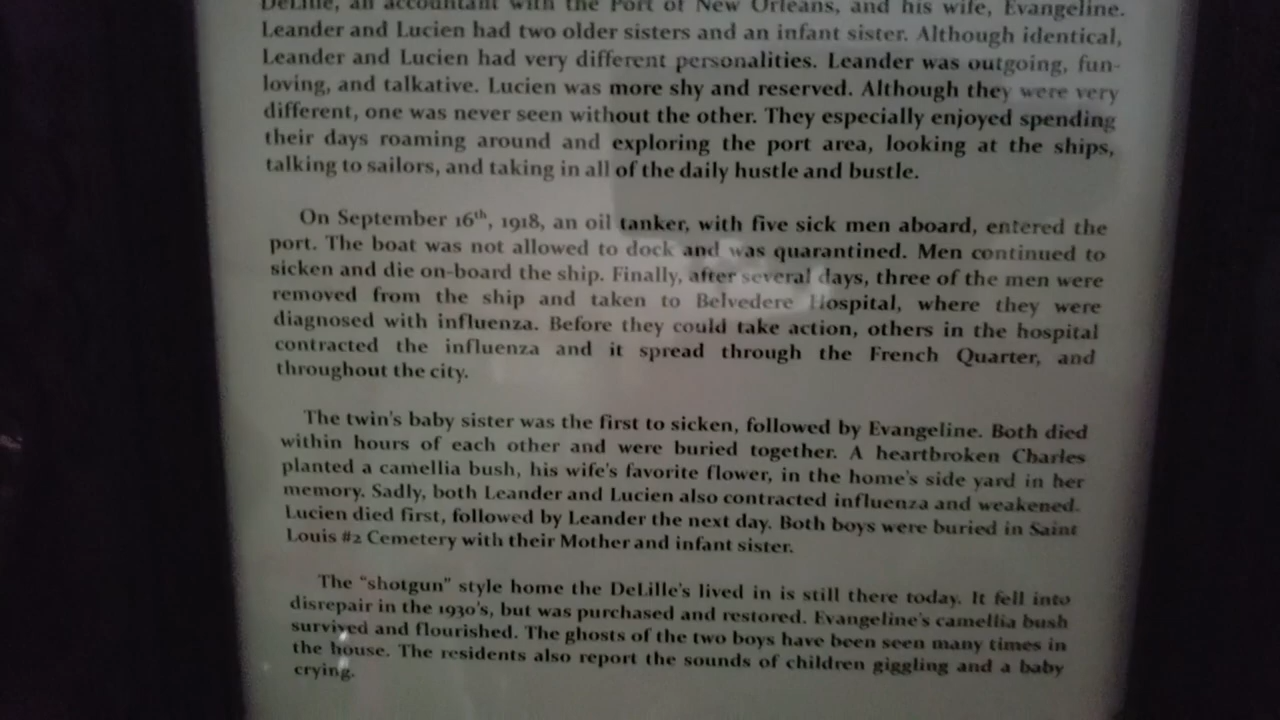 DeLille, an accountant with the Port of New Orleans, and his wife, Evangeline.
Leander and Lucien had two older sisters and an infant sister. Although identical,
Leander and Lucien had very different personalities. Leander was outgoing, fun-
loving, and talkative. Lucien was more shy and reserved. Although they were very
different, one was never seen without the other. They especially enjoyed spending
their days roaming around and exploring the port area, looking at the ships,
talking to sailors, and taking in all of the daily hustle and bustle.
On September 16th, 1918, an oil tanker, with five sick men aboard, entered the
port. The boat was not allowed to dock and was quarantined. Men continued to
sicken and die on-board the ship. Finally, after several days, three of the men were
removed from the ship and taken to Belvedere Hospital, where they were
diagnosed with influenza. Before they could take action, others in the hospital
contracted the influenza and it spread through the French Quarter, and
throughout the city.
The twin's baby sister was the first to sicken, followed by Evangeline. Both died
within hours of each other and were buried together. A heartbroken Charles
planted a camellia bush, his wife's favorite flower, in the home's side yard in her
memory. Sadly, both Leander and Lucien also contracted influenza and weakened.
Lucien died first, followed by Leander the next day. Both boys were buried in Saint
Louis #2 Cemetery with their Mother and infant sister.
The "shotgun" style home the DeLille's lived in is still there today. It fell into
disrepair in the 1930's, but was purchased and restored. Evangeline's camellia bush
survived and flourished. The ghosts of the two boys have been seen many times in
the house. The residents also report the sounds of children giggling and a baby
crying.